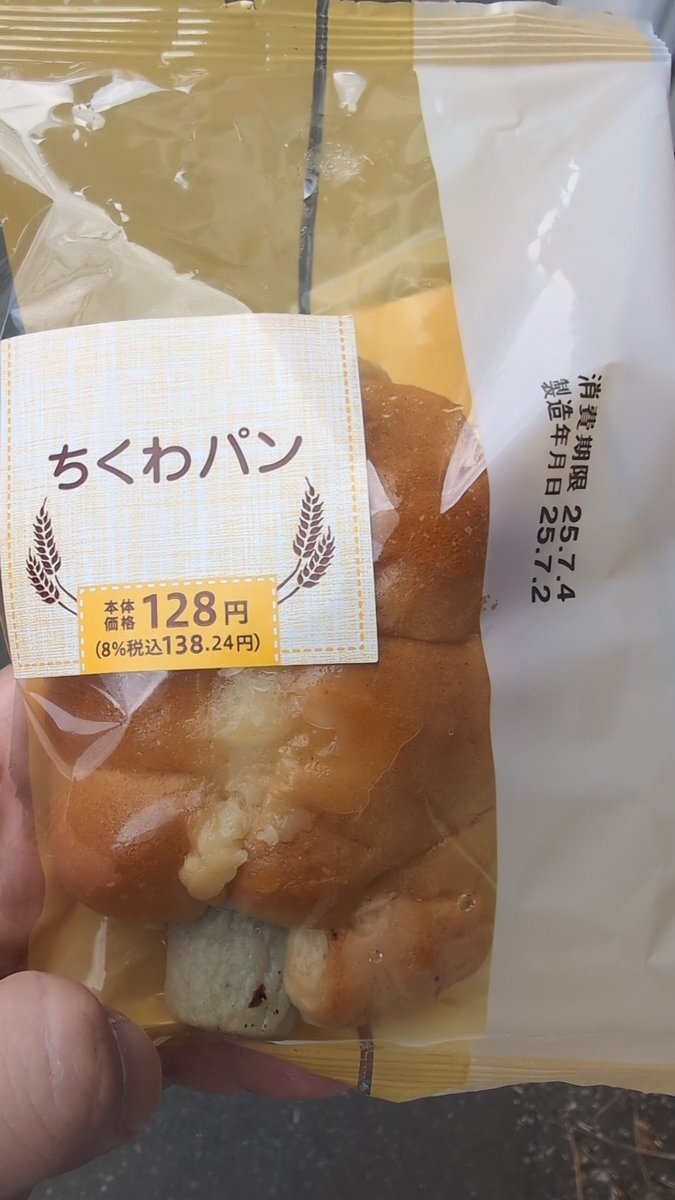 ちくわパン
本体
価格 128円
(8%税込138.24円)
消費期限 25.7.4
製造年月日 25.7.2